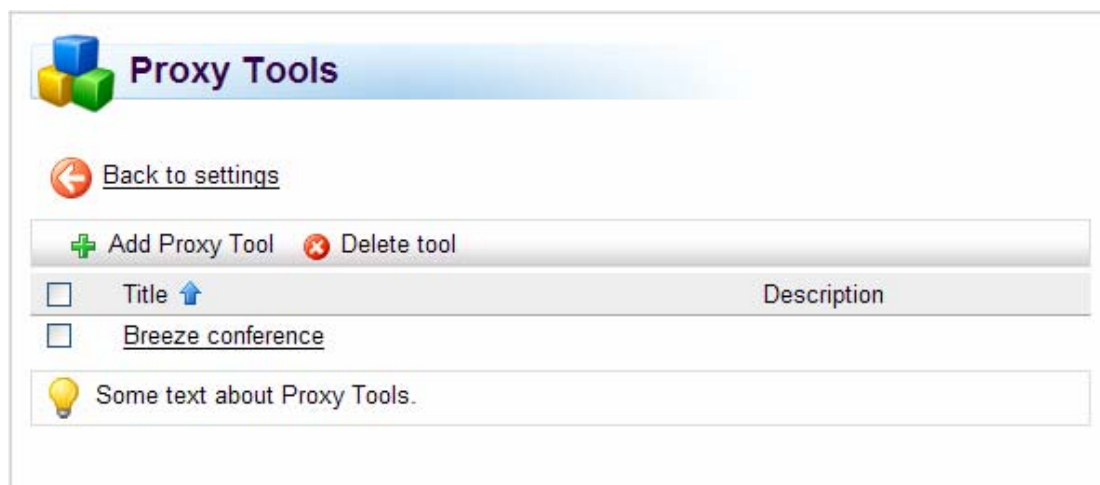 Proxy Tools
Back to settings
Add Proxy Tool Delete tool
Title Description
Breeze conference
Some text about Proxy Tools.